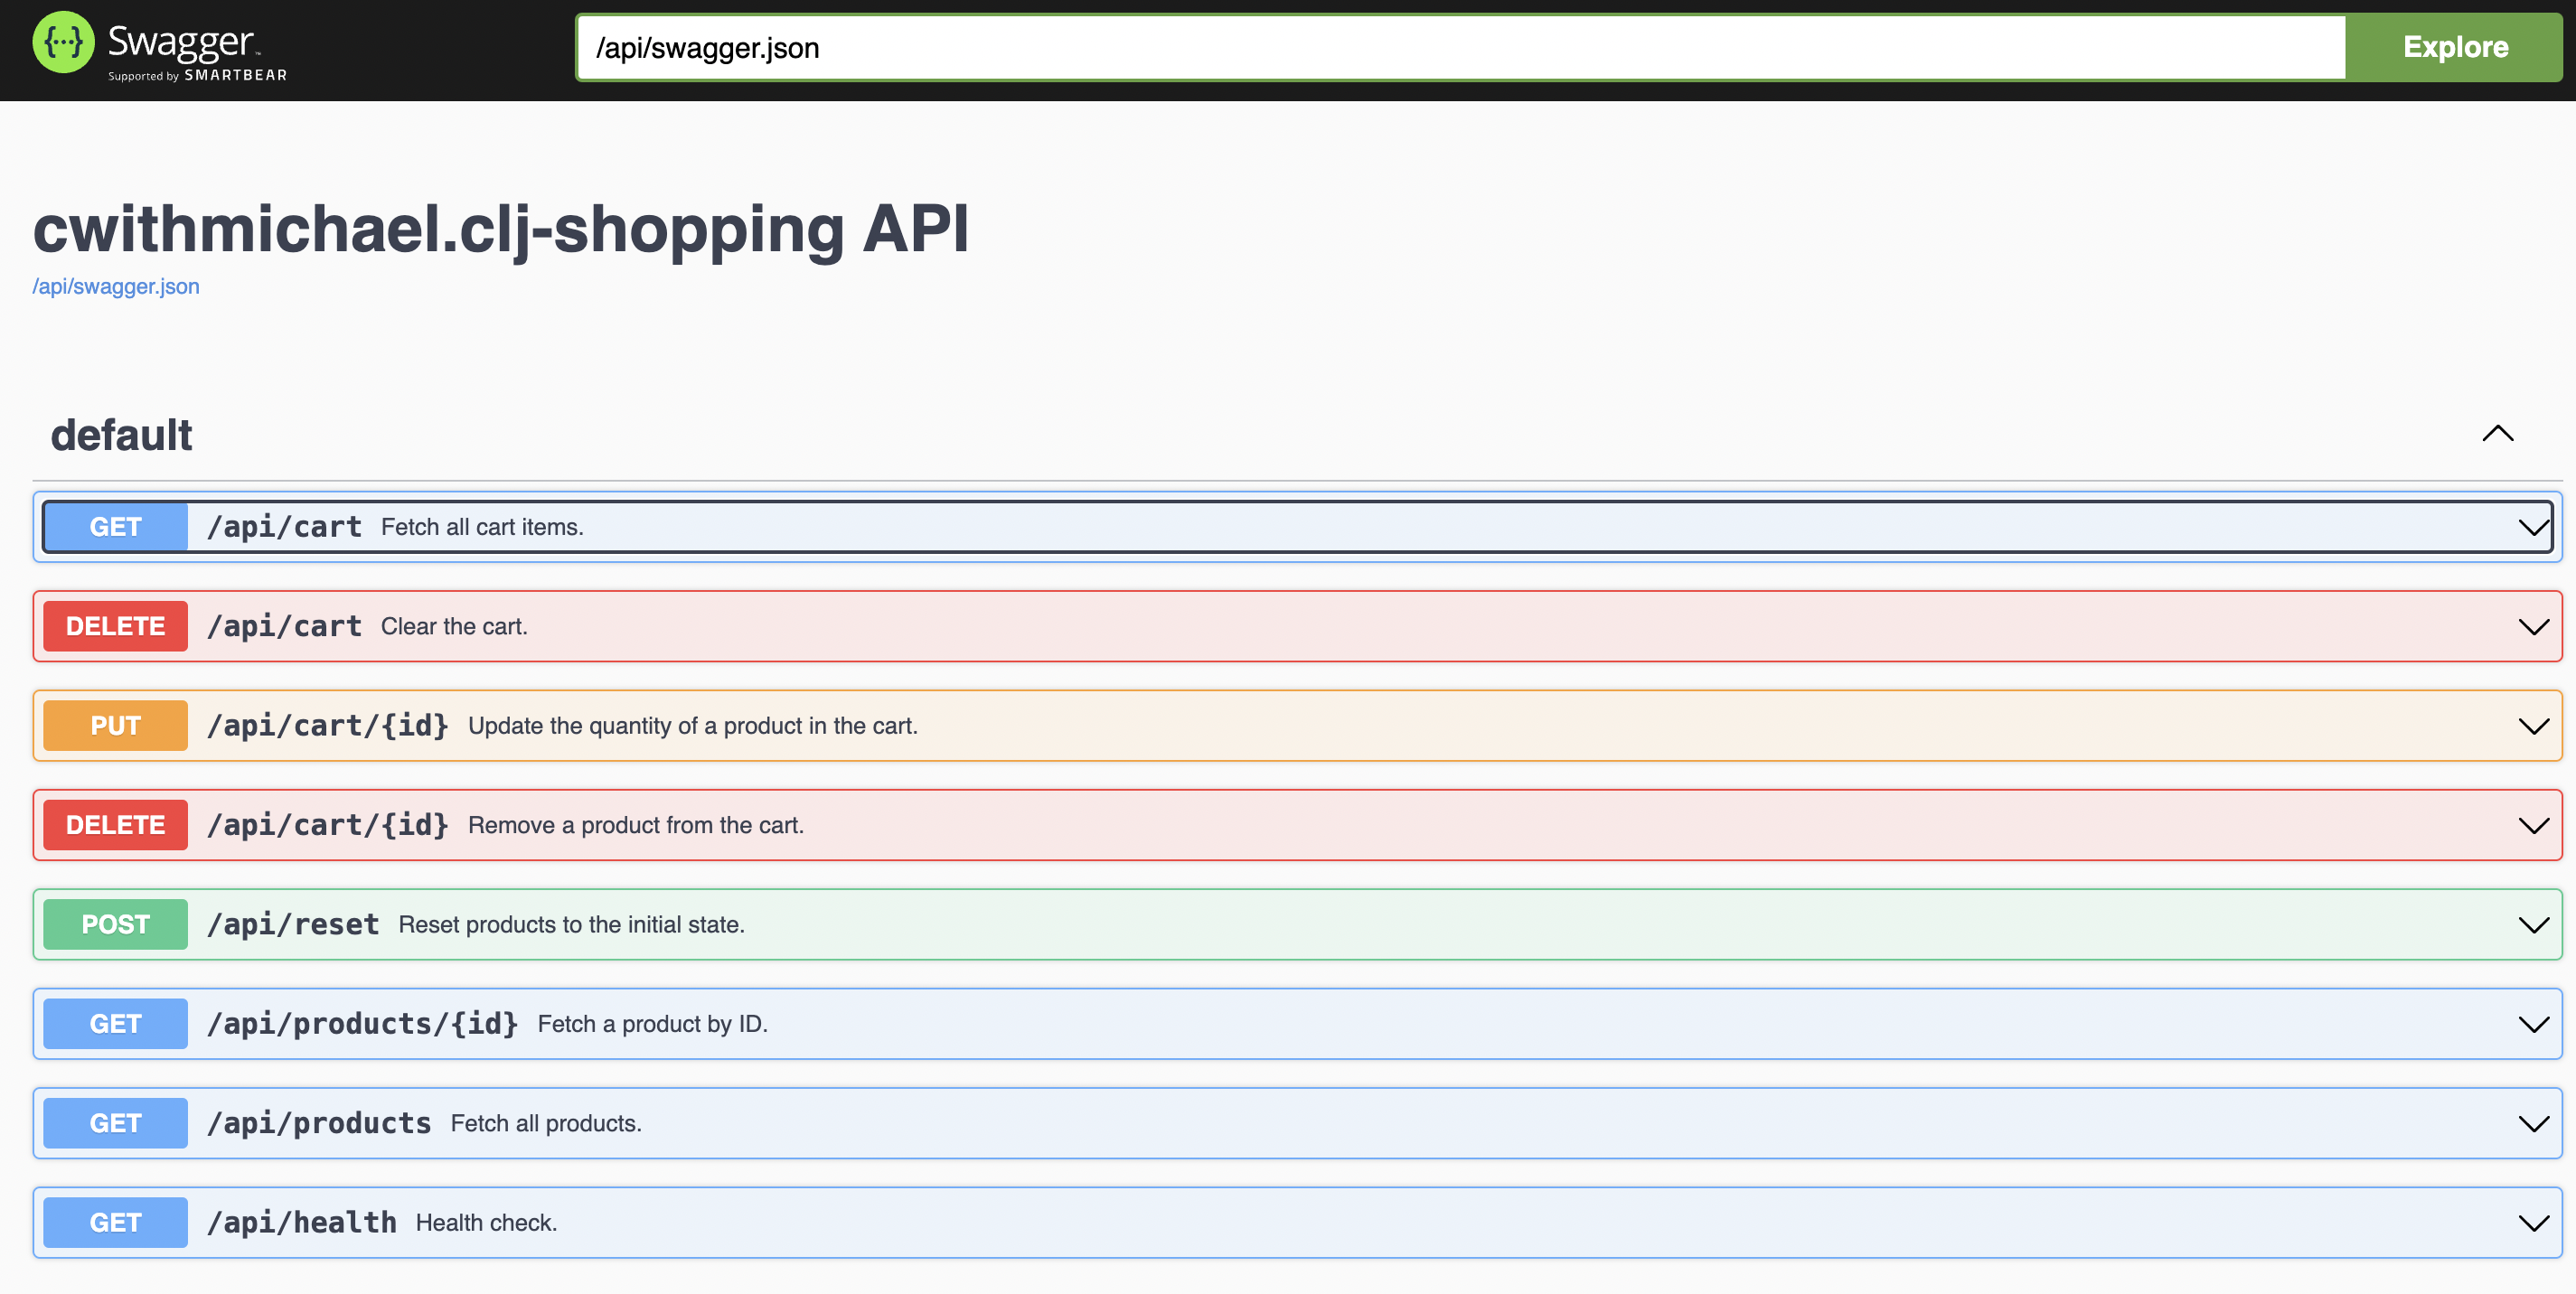 {···} Swagger™
Supported by SMARTBEAR
/api/swagger.json
Explore
cwithmichael.clj-shopping API
/api/swagger.json
default
GET /api/cart Fetch all cart items.
DELETE /api/cart Clear the cart.
PUT /api/cart/{id} Update the quantity of a product in the cart.
DELETE /api/cart/{id} Remove a product from the cart.
POST /api/reset Reset products to the initial state.
GET /api/products/{id} Fetch a product by ID.
GET /api/products Fetch all products.
GET /api/health Health check.